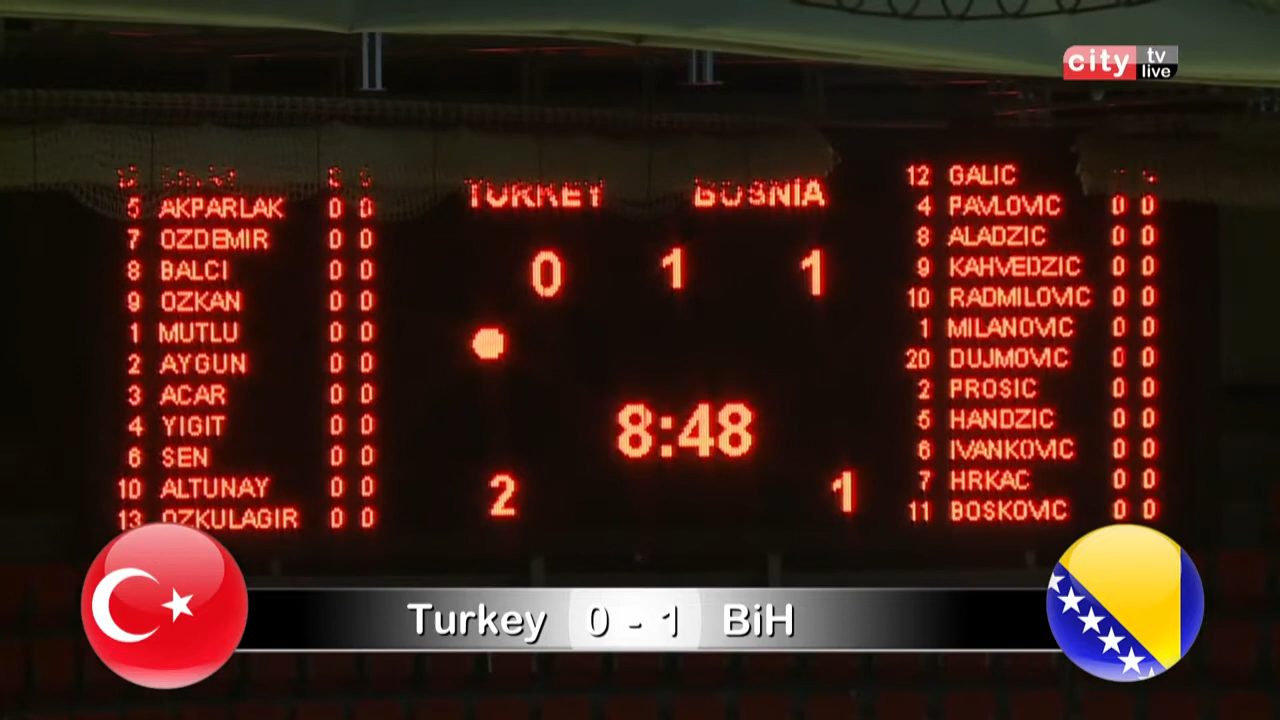 city tv live
5 AKPARLAK 0 0
7 OZDEMIR 0 0
8 BALCI 0 0
9 OZKAN 0 0
1 MUTLU 0 0
2 AYGUN 0 0
3 ACAR 0 0
4 YIGIT 0 0
6 SEN 0 0
10 ALTUNAY 0 0
13 OZKULAGIR 0 0
TURKEY BOSNIA
0 1 1
8:48
2 1
12 GALIC
4 PAVLOVIC 0 0
8 ALADZIC 0 0
9 KAHVEDZIC 0 0
10 RADMILOVIC 0 0
1 MILANOVIC 0 0
20 DUJMOVIC 0 0
2 PROSIC 0 0
5 HANDZIC 0 0
6 IVANKOVIC 0 0
7 HRKAC 0 0
11 BOSKOVIC 0 0
Turkey 0 - 1 BiH